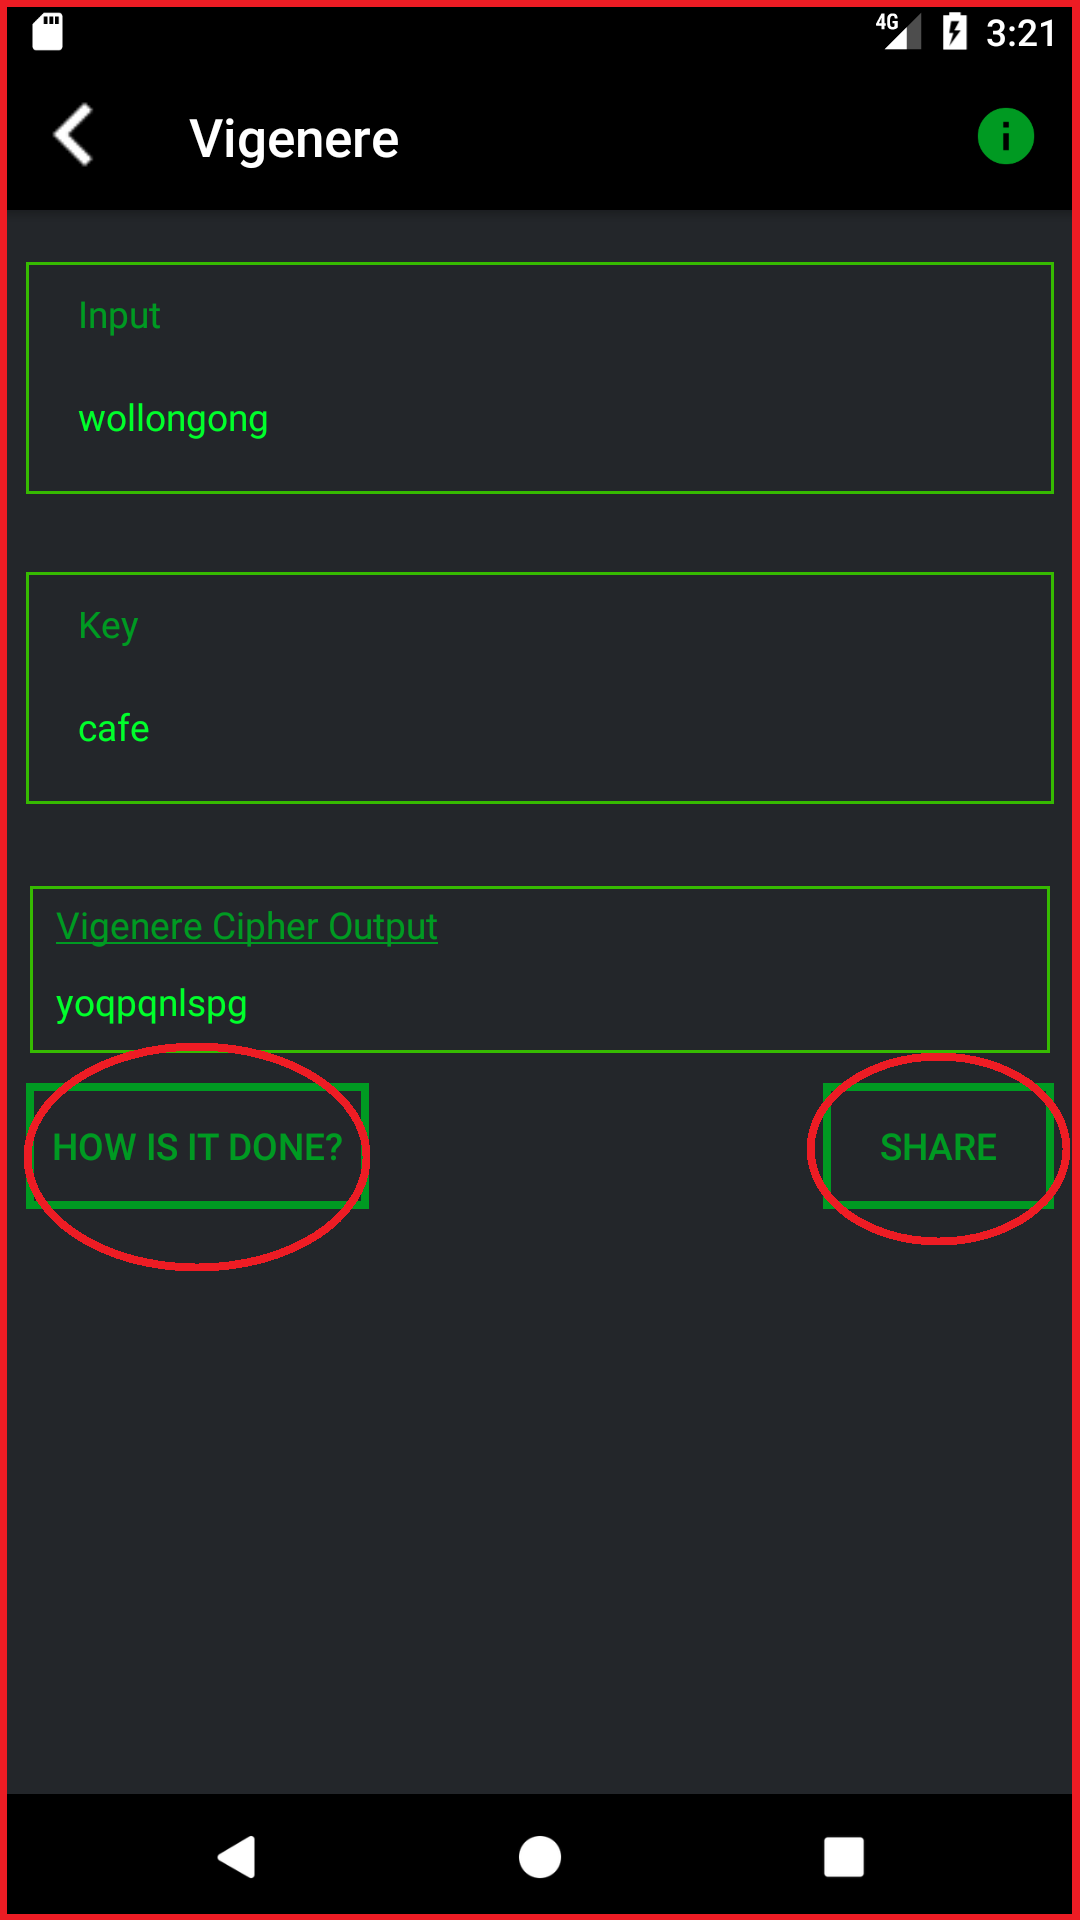 4G 3:21
Vigenere
Input
wollongong
Key
cafe
Vigenere Cipher Output
yoqpqnlspg
HOW IS IT DONE? SHARE